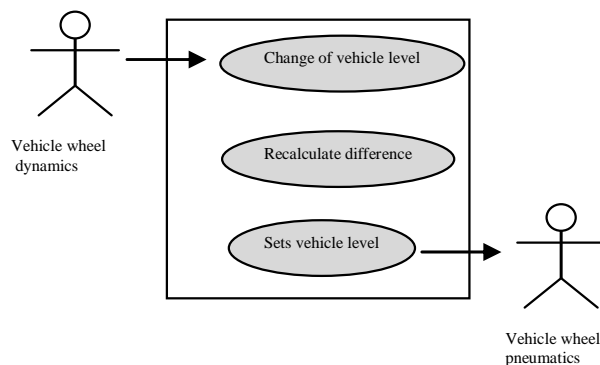 Change of vehicle level
Vehicle wheel
dynamics
Recalculate difference
Sets vehicle level
Vehicle wheel
pneumatics